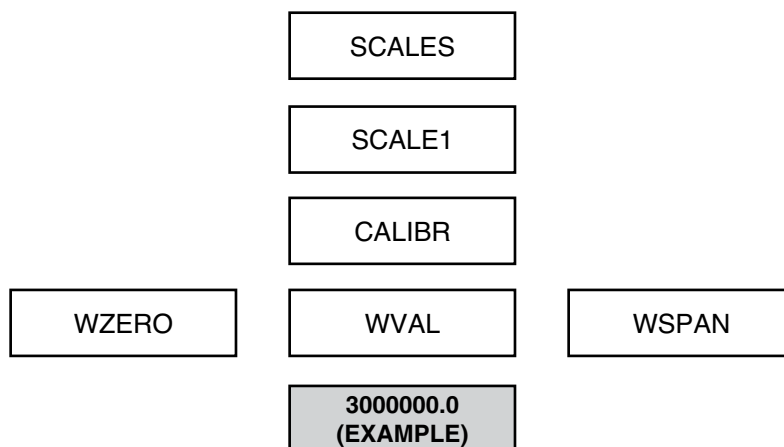 SCALES
SCALE1
CALIBR
WZERO WVAL WSPAN
3000000.0
(EXAMPLE)